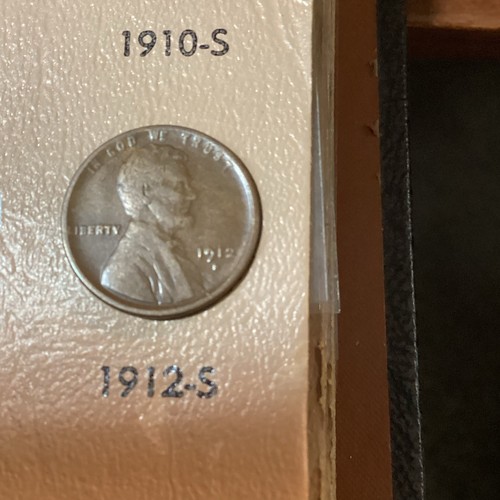 1910-S
IN GOD WE TRUST
LIBERTY
1912
S
1912-S